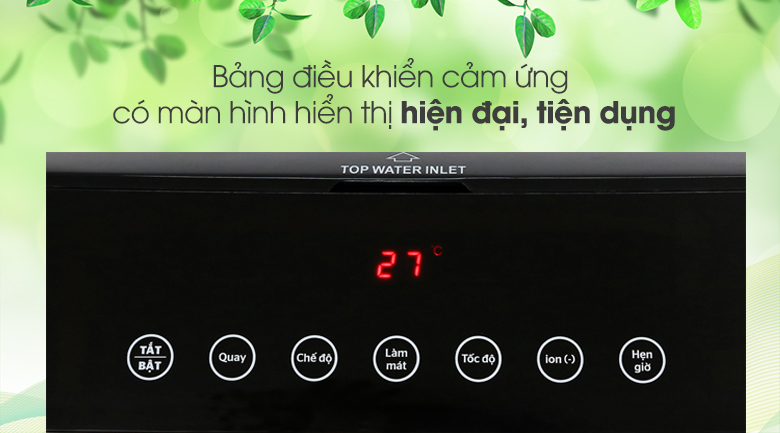 Bảng điều khiển cảm ứng
có màn hình hiển thị hiện đại, tiện dụng
TOP WATER INLET
27 °C
TẮT
BẬT
Quay
Chế độ
Làm
mát
Tốc độ
ion (-)
Hẹn
giờ